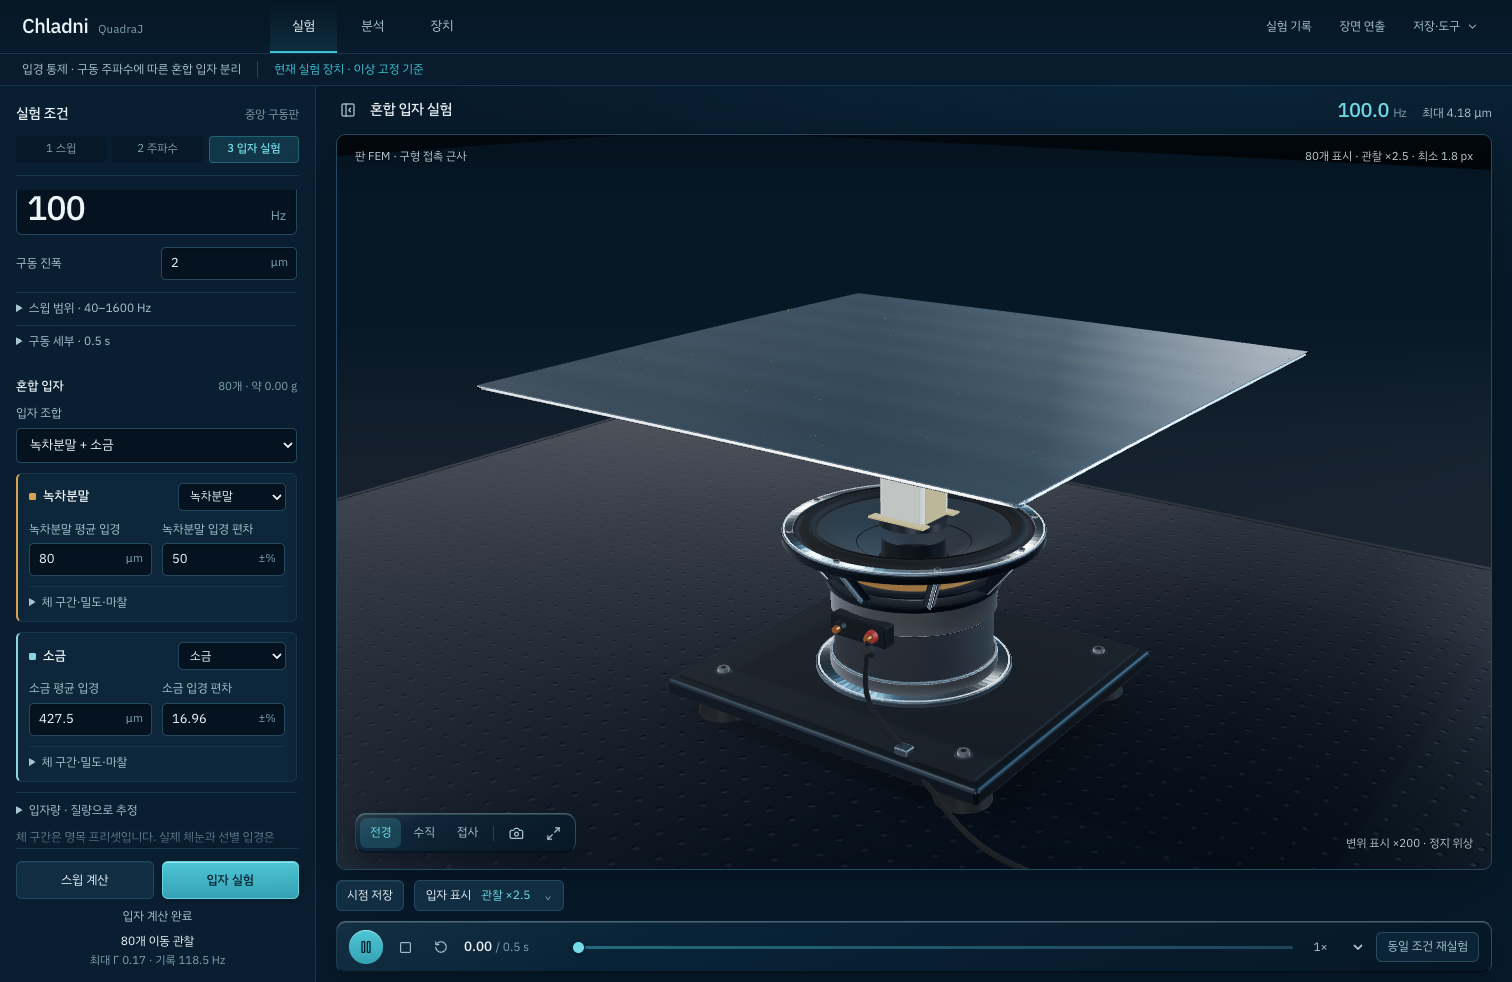 Chladni QuadraJ
실험
분석
장치
실험 기록
장면 연출
저장·도구
입경 통제 · 구동 주파수에 따른 혼합 입자 분리
현재 실험 장치 · 이상 고정 기준
실험 조건
중앙 구동판
1 스윕
2 주파수
3 입자 실험
100 Hz
구동 진폭
2 μm
스윕 범위 · 40–1600 Hz
구동 세부 · 0.5 s
혼합 입자
80개 · 약 0.00 g
입자 조합
녹차분말 + 소금
녹차분말
녹차분말
녹차분말 평균 입경
녹차분말 입경 편차
80 μm
50 ±%
체 구간·밀도·마찰
소금
소금
소금 평균 입경
소금 입경 편차
427.5 μm
16.96 ±%
체 구간·밀도·마찰
입자량 · 질량으로 추정
체 구간은 명목 프리셋입니다. 실제 체눈과 선별 입경은
스윕 계산
입자 실험
입자 계산 완료
80개 이동 관찰
최대 Γ 0.17 · 기록 118.5 Hz
혼합 입자 실험
100.0 Hz
최대 4.18 μm
판 FEM · 구형 접촉 근사
80개 표시 · 관찰 ×2.5 · 최소 1.8 px
전경
수직
접사
변위 표시 ×200 · 정지 위상
시점 저장
입자 표시 관찰 ×2.5
0.00 / 0.5 s
1×
동일 조건 재실험